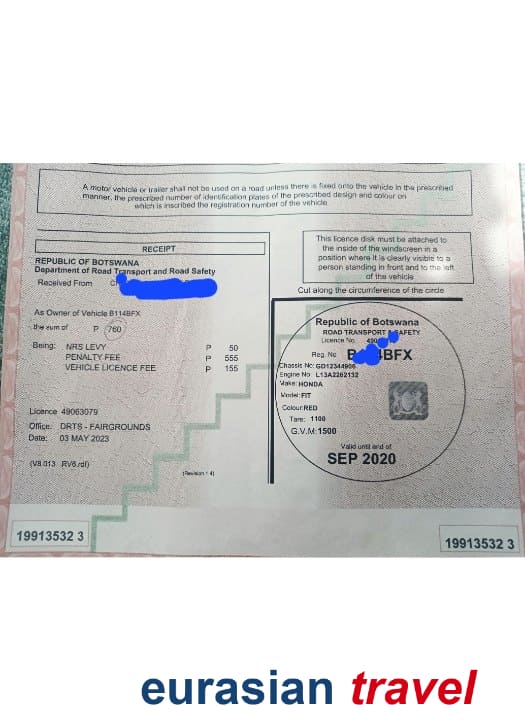 A motor vehicle or trailer shall not be used on a road unless there is fixed onto the vehicle in the prescribed
manner, the prescribed number of identification plates of the prescribed design and colour on
which is inscribed the registration number of the vehicle
RECEIPT
REPUBLIC OF BOTSWANA
Department of Road Transport and Road Safety
Received From
As Owner of Vehicle B114BFX
the sum of P 760
Being: NRS LEVY P 50
PENALTY FEE P 555
VEHICLE LICENCE FEE P 155
Licence 49063079
Office: DRTS - FAIRGROUNDS
Date: 03 MAY 2023
(V8.013 RV6.rdf)
(Revision : 4)
This licence disk must be attached to
the inside of the windscreen in a
position where it is clearly visible to a
person standing in front and to the left
of the vehicle
Cut along the circumference of the circle
Republic of Botswana
ROAD TRANSPORT SAFETY
Licence No.
Reg. No B 4BFX
Chassis No: GD12344906
Engine No L13A2262132
Make: HONDA
Model: FIT
Colour: RED
Tare: 1100
G.V.M: 1500
Valid until end of
SEP 2020
19913532 3
19913532 3
eurasian travel